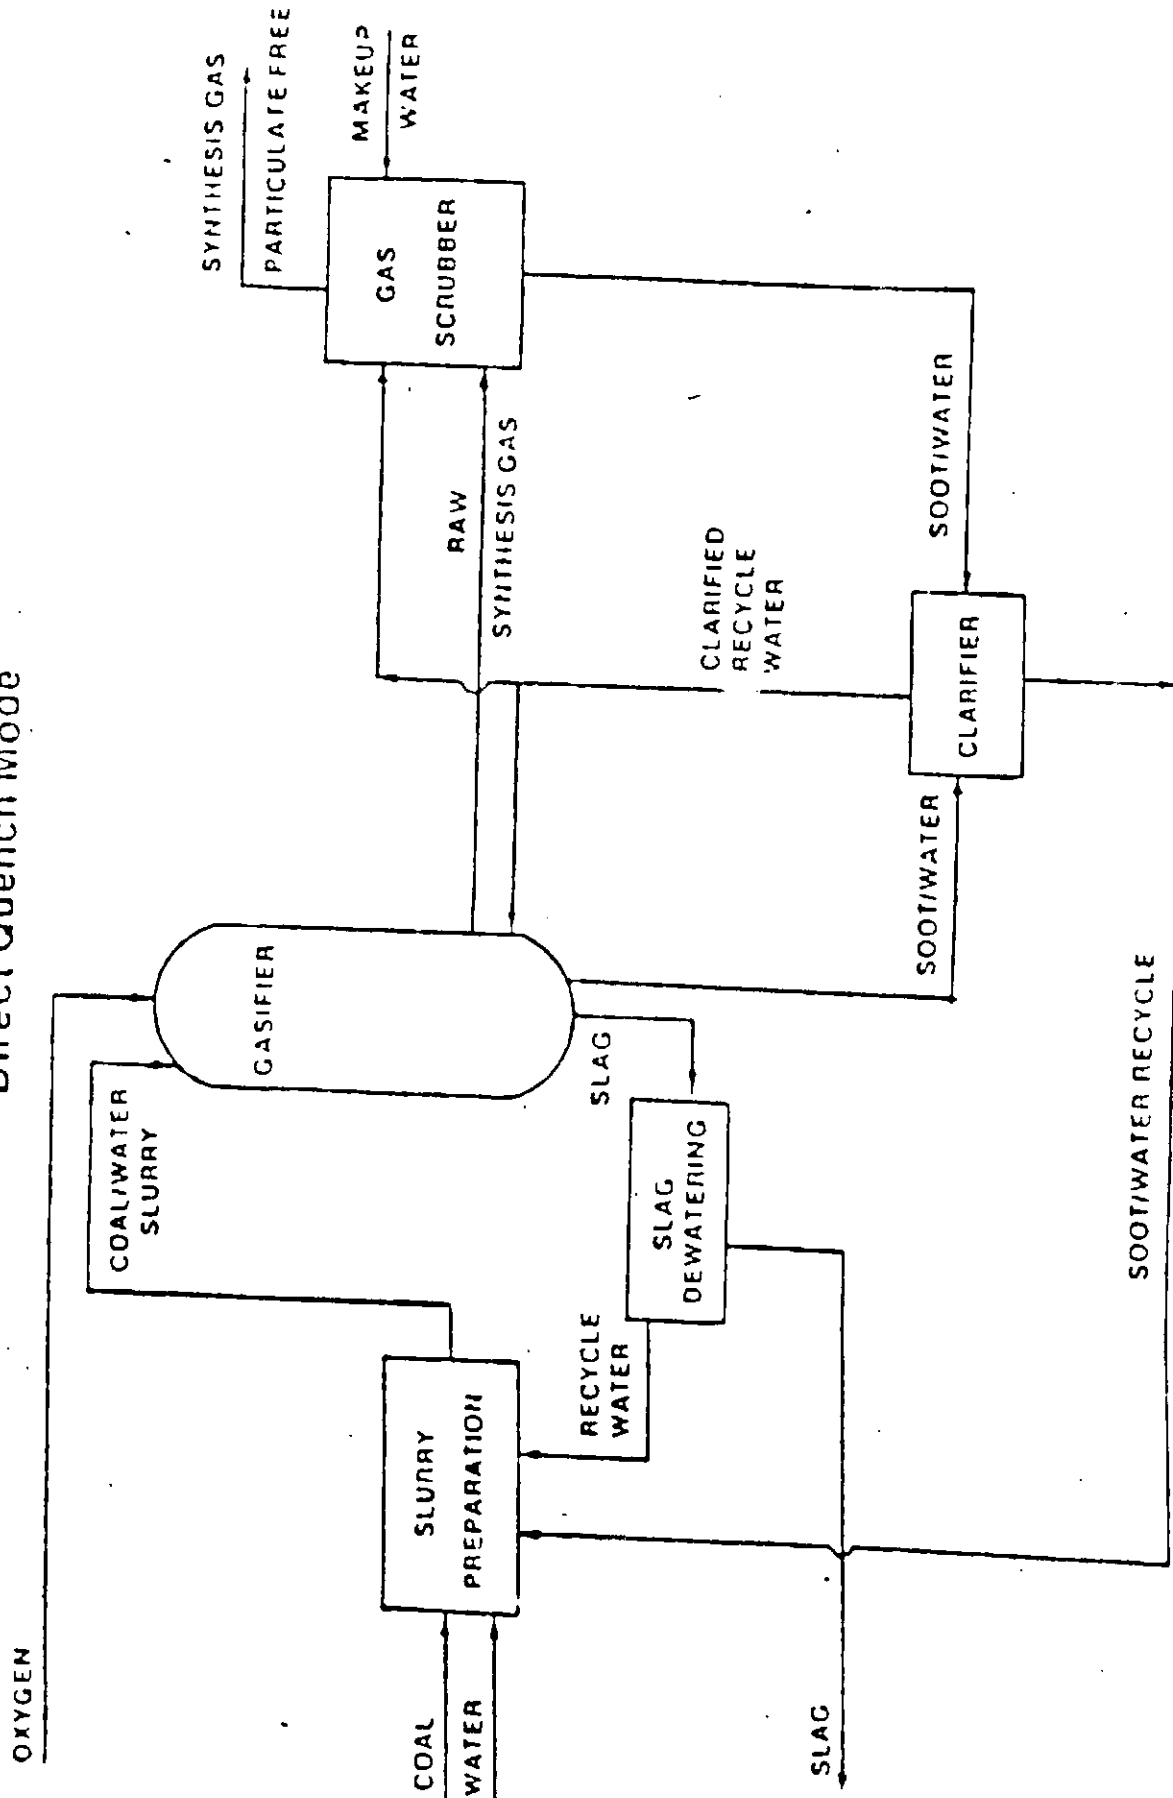 Direct Quench Mode
OXYGEN
COAL/WATER
SLURRY
SYNTHESIS GAS
PARTICULATE FREE
MAKEUP
WATER
GASIFIER
GAS
SCRUBBER
RAW
SYNTHESIS GAS
COAL
WATER
SLURRY
PREPARATION
RECYCLE
WATER
SLAG
SLAG
DEWATERING
CLARIFIED
RECYCLE
WATER
SLAG
SOOT/WATER
CLARIFIER
SOOT/WATER
SOOT/WATER RECYCLE